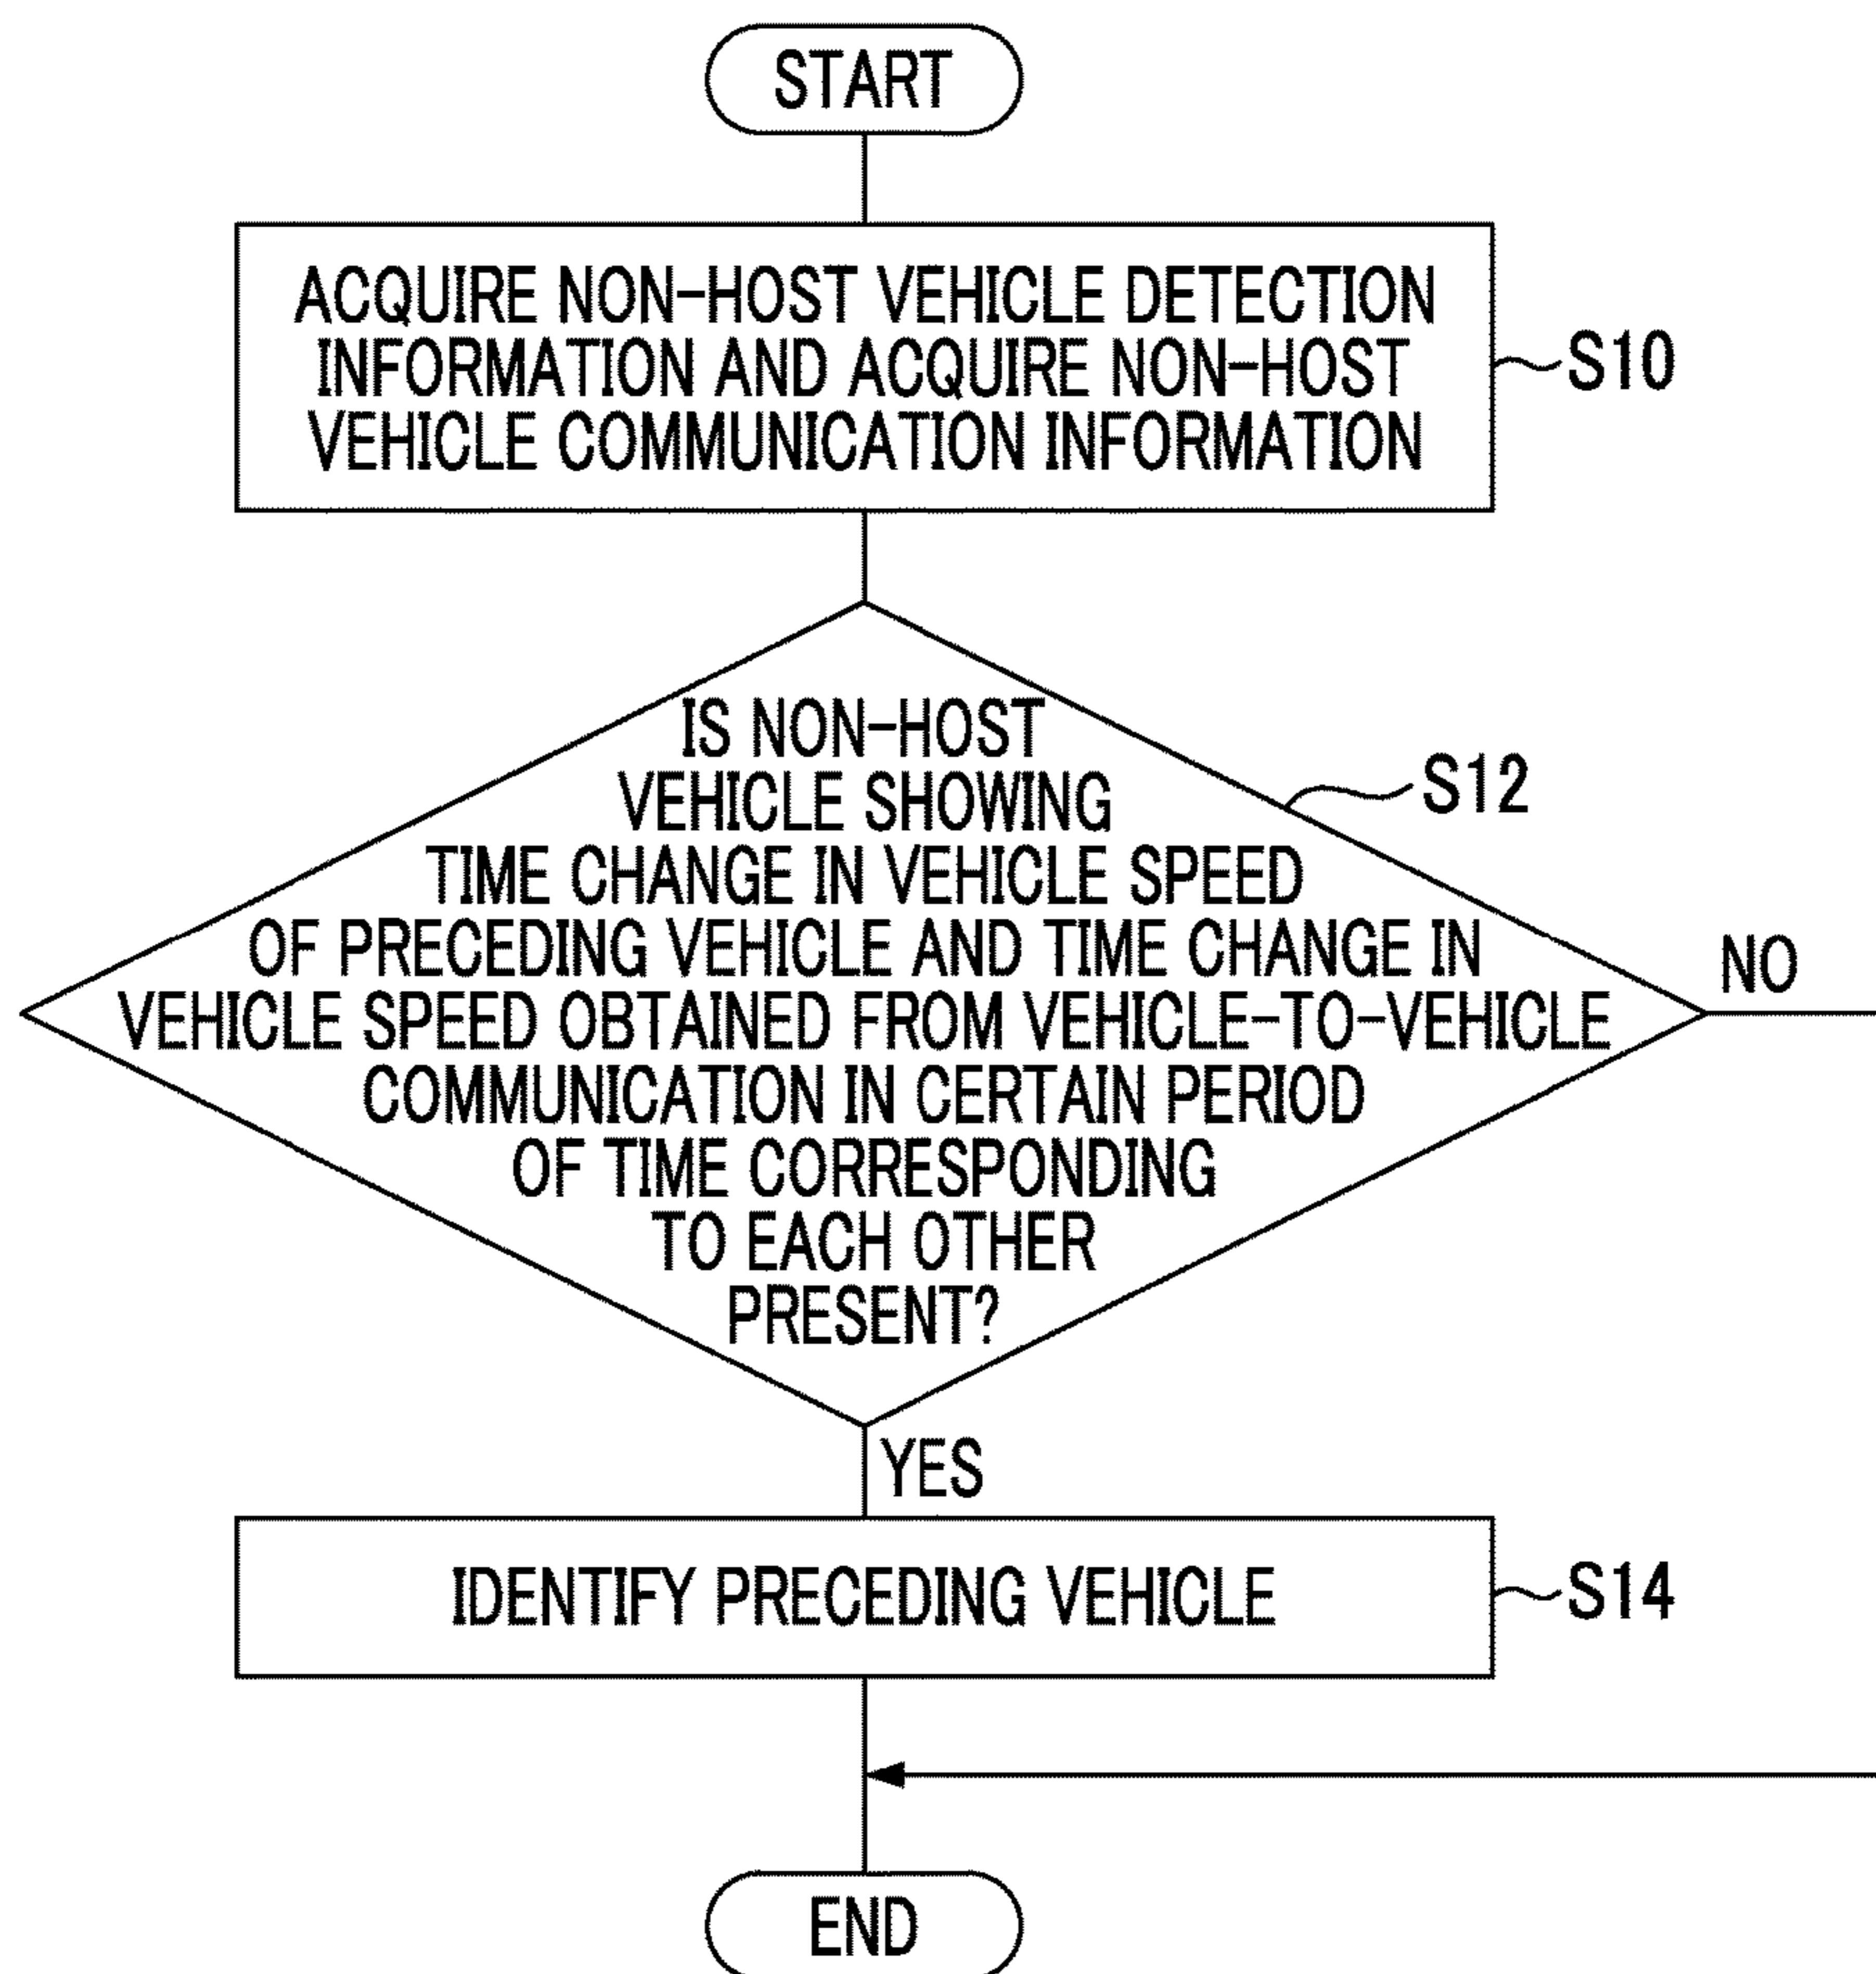 START
ACQUIRE NON-HOST VEHICLE DETECTION
INFORMATION AND ACQUIRE NON-HOST
VEHICLE COMMUNICATION INFORMATION
S10
IS NON-HOST
VEHICLE SHOWING
TIME CHANGE IN VEHICLE SPEED
OF PRECEDING VEHICLE AND TIME CHANGE IN
VEHICLE SPEED OBTAINED FROM VEHICLE-TO-VEHICLE
COMMUNICATION IN CERTAIN PERIOD
OF TIME CORRESPONDING
TO EACH OTHER
PRESENT?
S12
NO
YES
IDENTIFY PRECEDING VEHICLE
S14
END